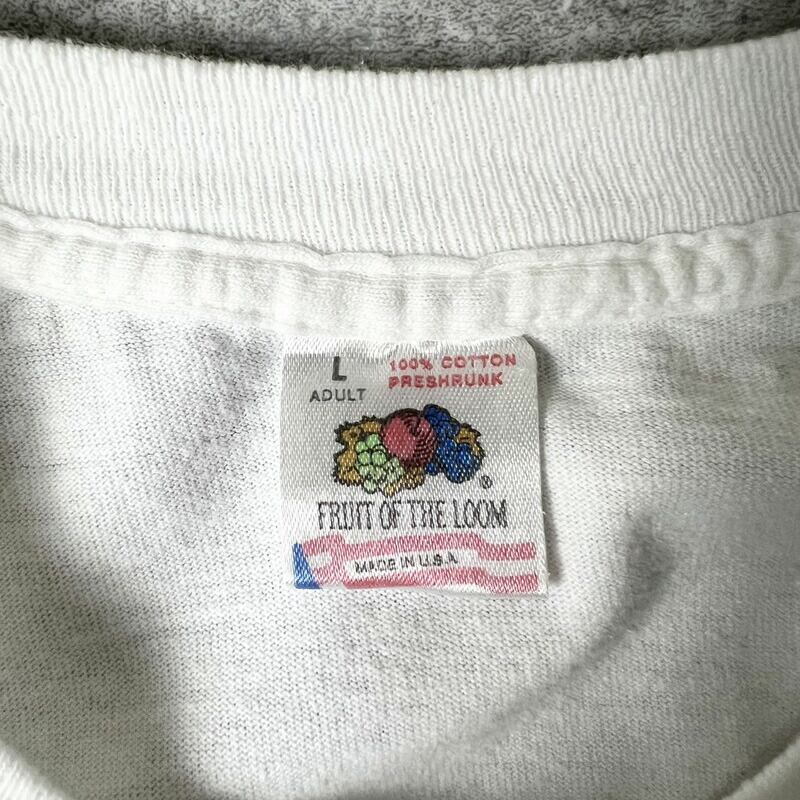 L
ADULT
100% COTTON
PRESHRUNK
®
FRUIT OF THE LOOM
MADE IN U.S.A